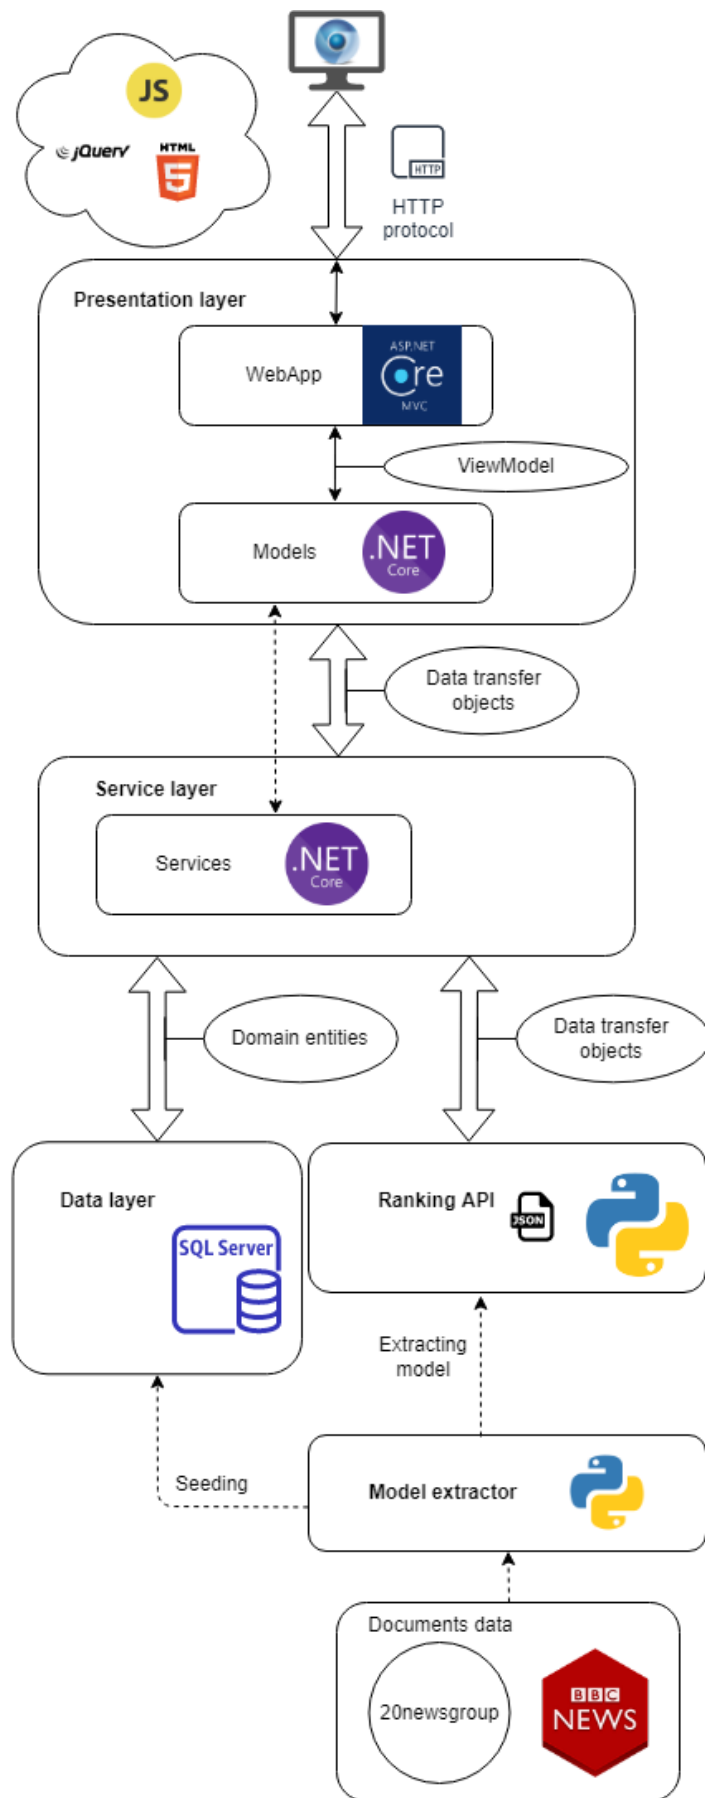 JS
jQuery
HTML
5
HTTP
HTTP
protocol
Presentation layer
WebApp
ASP.NET
Core
MVC
ViewModel
Models
.NET
Core
Data transfer
objects
Service layer
Services
.NET
Core
Domain entities
Data transfer
objects
Data layer
SQL Server
Ranking API
JSON
Extracting
model
Seeding
Model extractor
Documents data
20newsgroup
BBC
NEWS